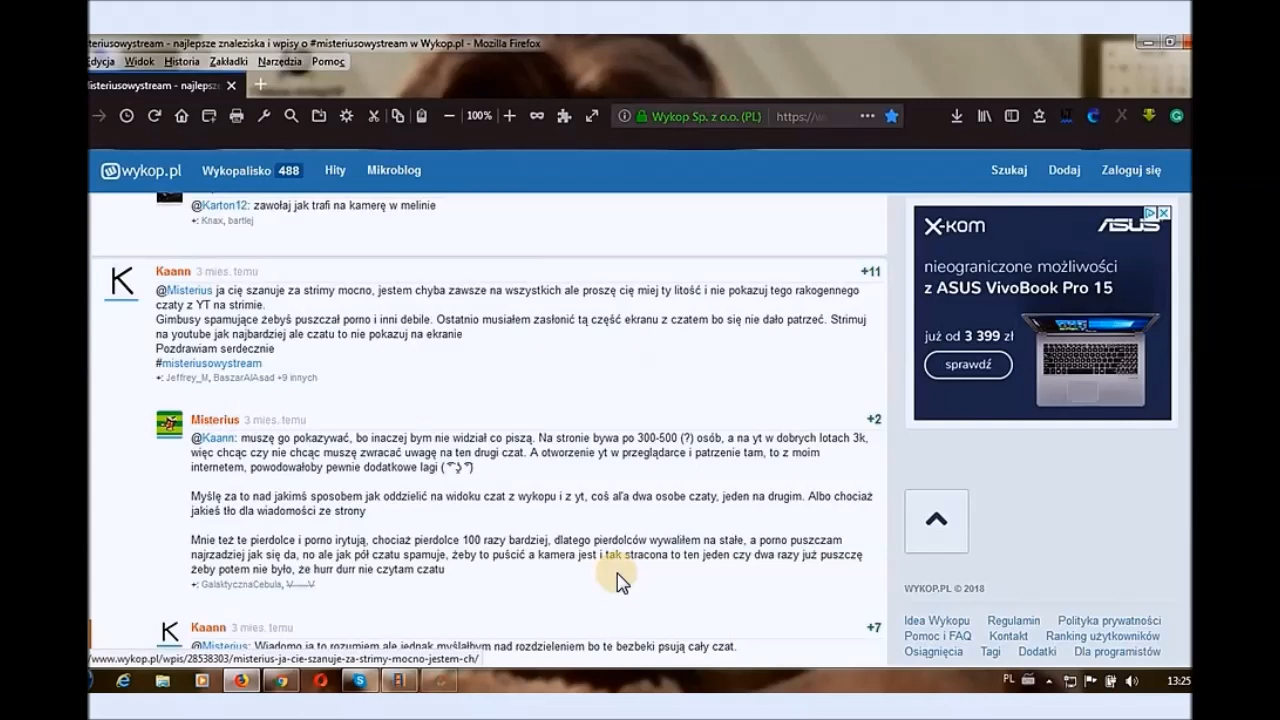 isteriusowystream - najlepsze znaleziska i wpisy o #misteriusowystream w Wykop.pl - Mozilla Firefox
Edycja Widok Historia Zakładki Narzędzia Pomoc
misteriusowystream - najlepsz
100% Wykop Sp. z o.o. (PL) https://w
wykop.pl Wykopalisko 488 Hity Mikroblog Szukaj Dodaj Zaloguj się
@Karton12: zawołaj jak trafi na kamerę w melinie
+: Knax, bartlej
Kaann 3 mies. temu +11
@Misterius ja cię szanuje za strimy mocno, jestem chyba zawsze na wszystkich ale proszę cię miej ty litość i nie pokazuj tego rakogennego
czaty z YT na strimie.
Gimbusy spamujące żebyś puszczał porno i inni debile. Ostatnio musiałem zasłonić tą część ekranu z czatem bo się nie dało patrzeć. Strimuj
na youtube jak najbardziej ale czatu to nie pokazuj na ekranie
Pozdrawiam serdecznie
#misteriusowystream
+: Jeffrey_M, BaszarAlAsad +9 innych
Misterius 3 mies. temu +2
@Kaann: muszę go pokazywać, bo inaczej bym nie widział co piszą. Na stronie bywa po 300-500 (?) osób, a na yt w dobrych lotach 3k,
więc chcąc czy nie chcąc muszę zwracać uwagę na ten drugi czat. A otworzenie yt w przeglądarce i patrzenie tam, to z moim
internetem, powodowałoby pewnie dodatkowe lagi ( ͡° ͜ʖ ͡°)
Myślę za to nad jakimś sposobem jak oddzielić na widoku czat z wykopu i z yt, coś al'a dwa osobe czaty, jeden na drugim. Albo chociaż
jakieś tło dla wiadomości ze strony
Mnie też te pierdolce i porno irytują, chociaż pierdolce 100 razy bardziej, dlatego pierdolców wywaliłem na stałe, a porno puszczam
najrzadziej jak się da, no ale jak pół czatu spamuje, żeby to puścić a kamera jest i tak stracona to ten jeden czy dwa razy już puszczę
żeby potem nie było, że hurr durr nie czytam czatu
+: GalaktycznaCebula, V------V
Kaann 3 mies. temu +7
@Misterius: Wiadomo ja to rozumiem ale jednak myślałbym nad rozdzieleniem bo te bezbeki psują cały czat.
/www.wykop.pl/wpis/28538303/misterius-ja-cie-szanuje-za-strimy-mocno-jestem-ch/
x-kom ASUS
nieograniczone możliwości
z ASUS VivoBook Pro 15
już od 3 399 zł
sprawdź
WYKOP.PL © 2018
Idea Wykopu Regulamin Polityka prywatności
Pomoc i FAQ Kontakt Ranking użytkowników
Osiągnięcia Tagi Dodatki Dla programistów
PL 13:25